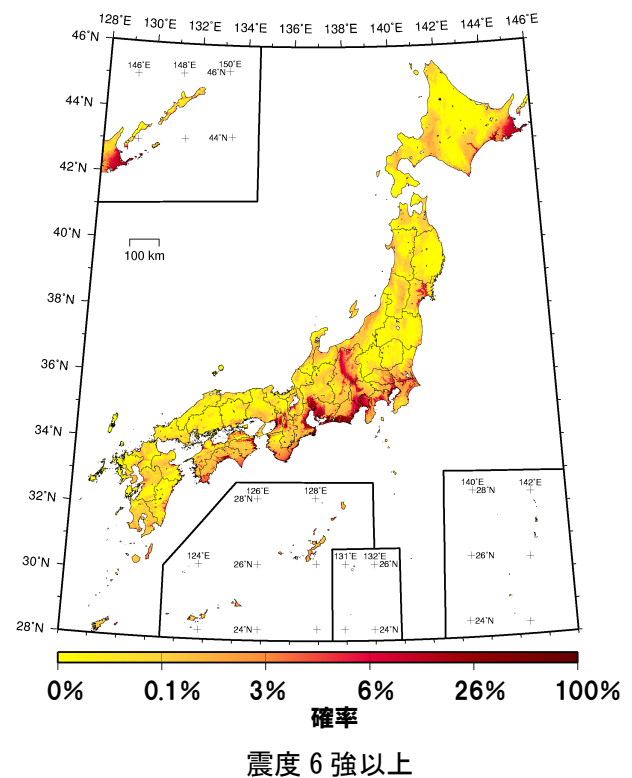 128°E 130°E 132°E 134°E 136°E 138°E 140°E 142°E 144°E 146°E
46°N
146°E 148°E 150°E
46°N
44°N
44°N
42°N
40°N
100 km
38°N
36°N
34°N
32°N
126°E 128°E
28°N
140°E 142°E
28°N
124°E
30°N
26°N
131°E 132°E
26°N
26°N
28°N
24°N
24°N
24°N
0% 0.1% 3% 6% 26% 100%
確率
震度6強以上